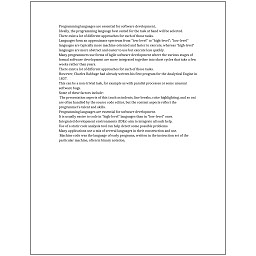 Programming languages are essential for software development.
Ideally, the programming language best suited for the task at hand will be selected.
There exist a lot of different approaches for each of those tasks.
Languages form an approximate spectrum from "low-level" to "high-level"; "low-level"
languages are typically more machine-oriented and faster to execute, whereas "high-level"
languages are more abstract and easier to use but execute less quickly.
Many programmers use forms of agile software development where the various stages of
formal software development are more integrated together into short cycles that take a few
weeks rather than years.
There exist a lot of different approaches for each of those tasks.
However, Charles Babbage had already written his first program for the Analytical Engine in
1837.
This can be a non-trivial task, for example as with parallel processes or some unusual
software bugs.
Some of these factors include:
The presentation aspects of this (such as indents, line breaks, color highlighting, and so on)
are often handled by the source code editor, but the content aspects reflect the
programmer's talent and skills.
Programming languages are essential for software development.
It is usually easier to code in "high-level" languages than in "low-level" ones.
Integrated development environments (IDEs) aim to integrate all such help.
Use of a static code analysis tool can help detect some possible problems.
Many applications use a mix of several languages in their construction and use.
Machine code was the language of early programs, written in the instruction set of the
particular machine, often in binary notation.